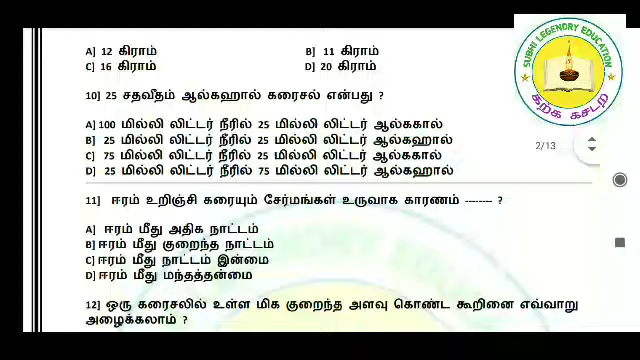 SUBHI LEGENDRY EDUCATION
கற்க கசடற
A] 12 கிராம் B] 11 கிராம்
C] 16 கிராம் D] 20 கிராம்
10] 25 சதவீதம் ஆல்கஹால் கரைசல் என்பது ?
A] 100 மில்லி லிட்டர் நீரில் 25 மில்லி லிட்டர் ஆல்ககால்
B] 25 மில்லி லிட்டர் நீரில் 25 மில்லி லிட்டர் ஆல்கஹால்
C] 75 மில்லி லிட்டர் நீரில் 25 மில்லி லிட்டர் ஆல்ககால்
D] 25 மில்லி லிட்டர் நீரில் 75 மில்லி லிட்டர் ஆல்கஹால்
2/13
11] ஈரம் உறிஞ்சி கரையும் சேர்மங்கள் உருவாக காரணம் -------- ?
A] ஈரம் மீது அதிக நாட்டம்
B] ஈரம் மீது குறைந்த நாட்டம்
C] ஈரம் மீது நாட்டம் இன்மை
D] ஈரம் மீது மந்தத்தன்மை
12] ஒரு கரைசலில் உள்ள மிக குறைந்த அளவு கொண்ட கூறினை எவ்வாறு
அழைக்கலாம் ?